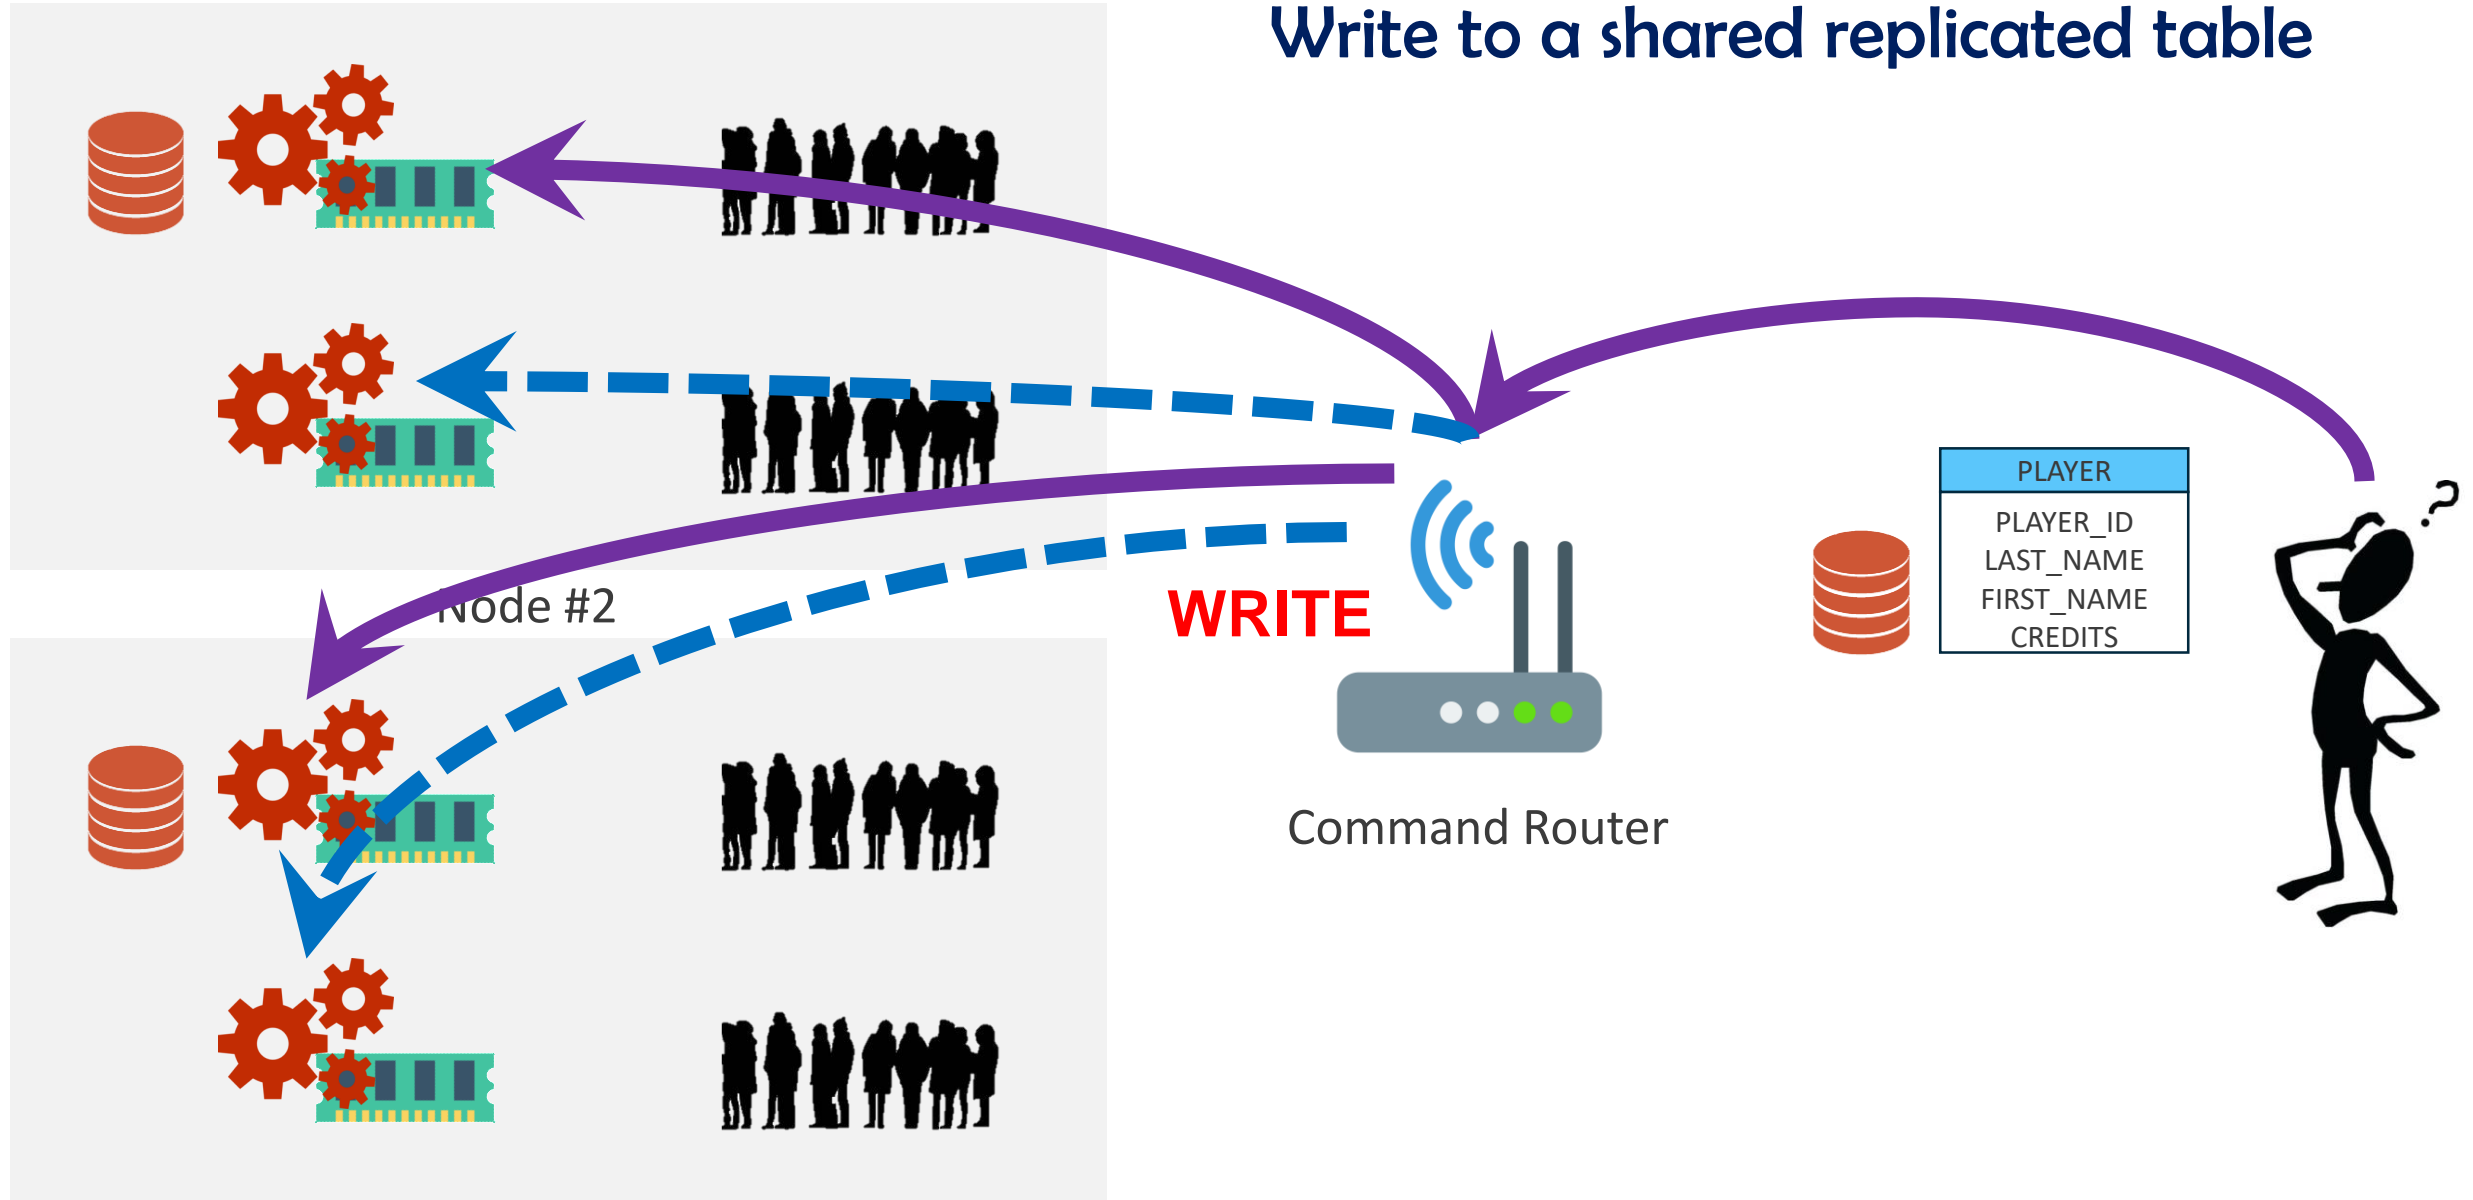 Write to a shared replicated table
PLAYER
PLAYER_ID
LAST_NAME
FIRST_NAME
CREDITS
Node #2
WRITE
Command Router
?